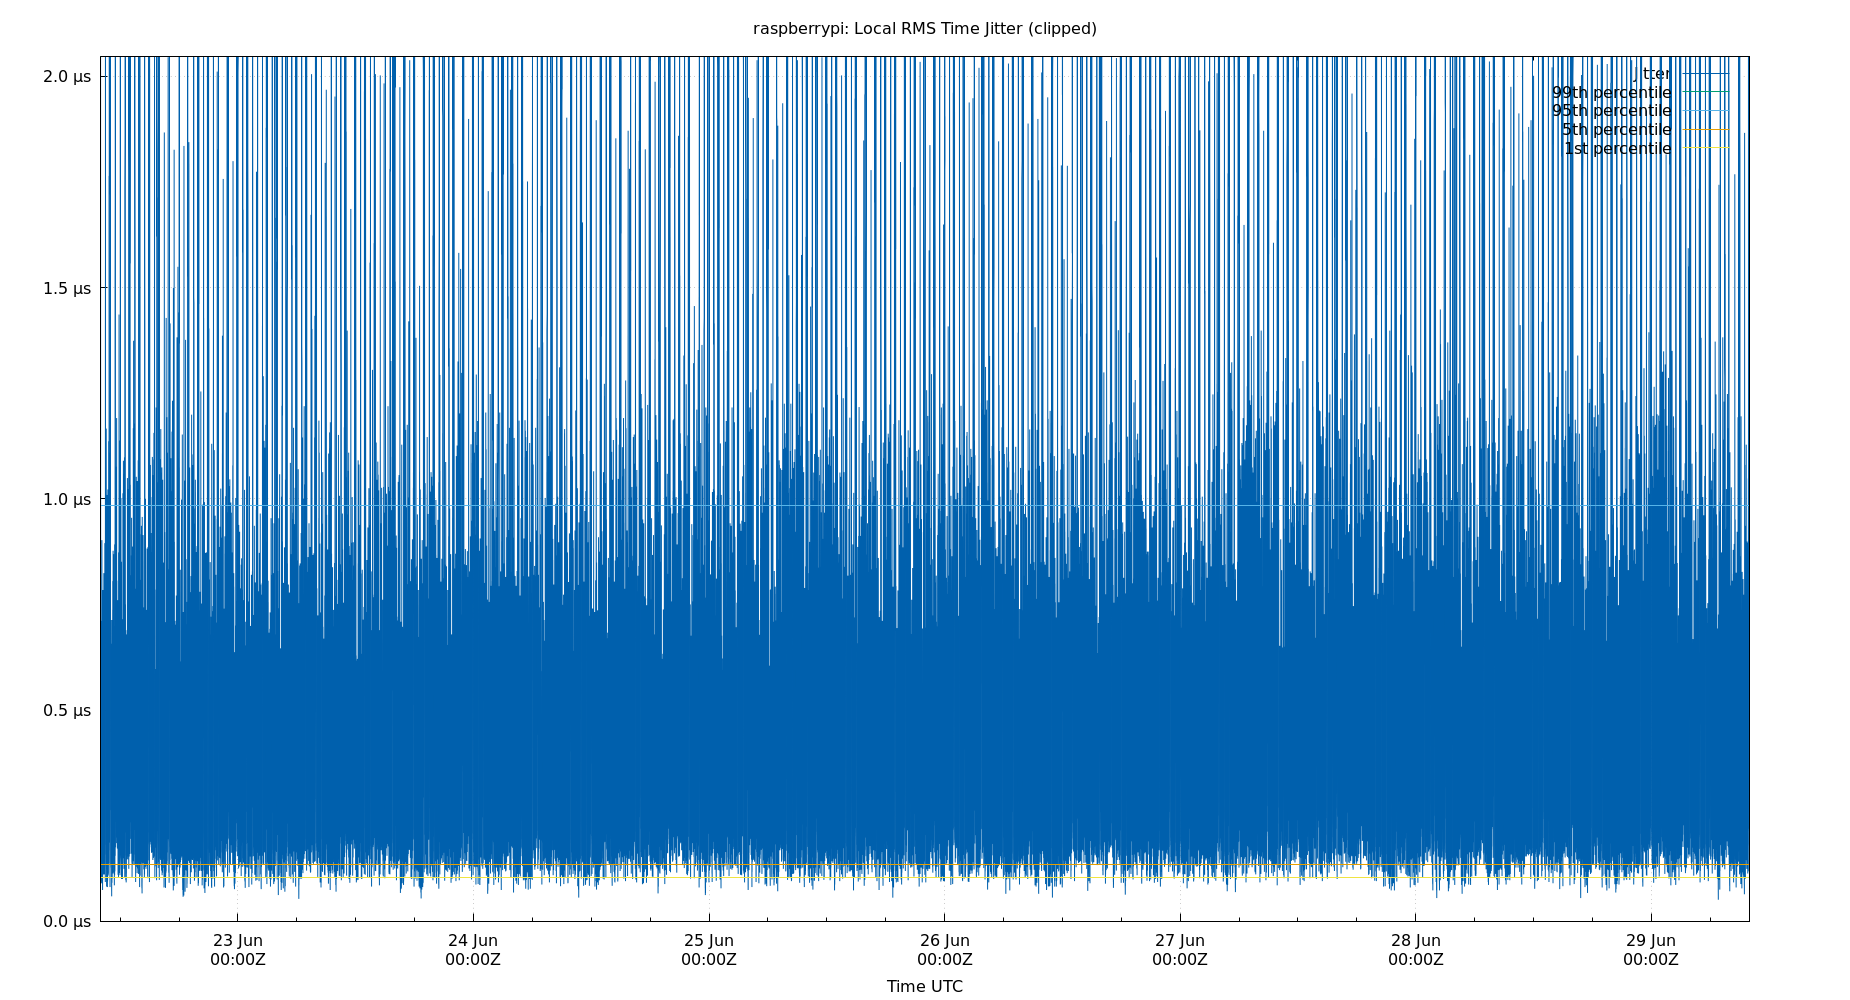 raspberrypi: Local RMS Time Jitter (clipped)
2.0 µs
1.5 µs
1.0 µs
0.5 µs
0.0 µs
jitter
99th percentile
95th percentile
5th percentile
1st percentile
23 Jun 24 Jun 25 Jun 26 Jun 27 Jun 28 Jun 29 Jun
00:00Z 00:00Z 00:00Z 00:00Z 00:00Z 00:00Z 00:00Z
Time UTC